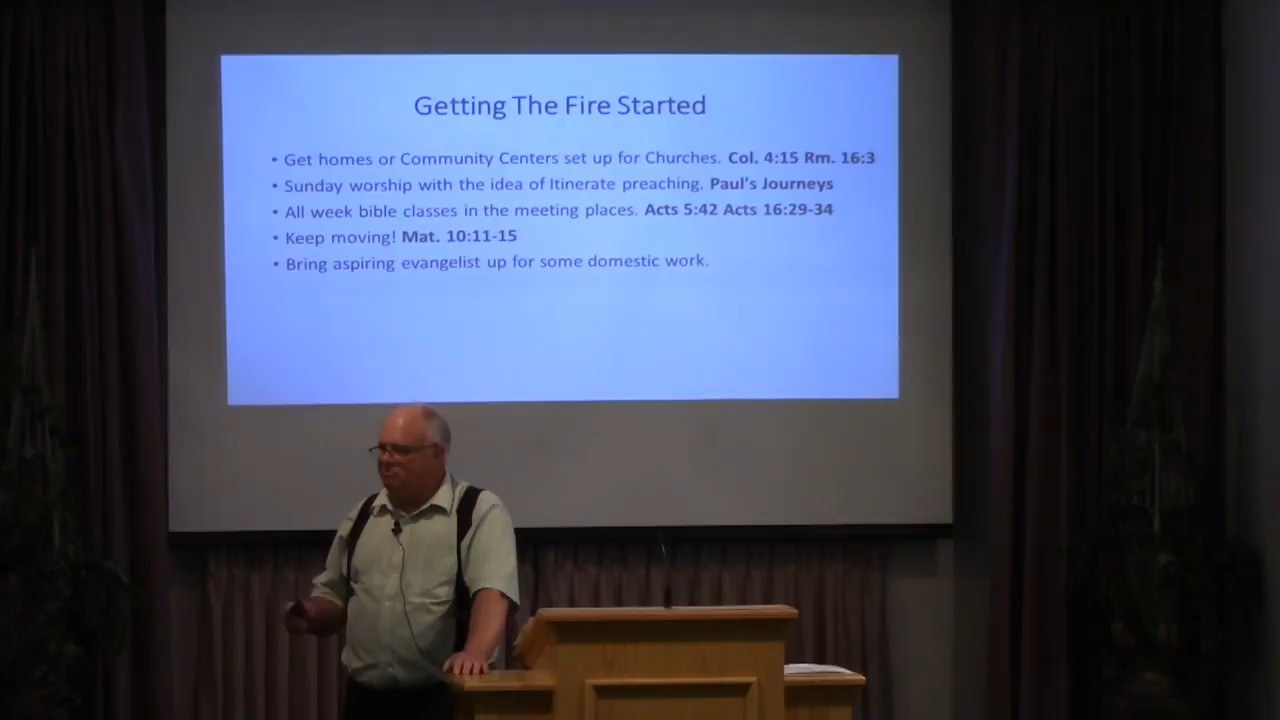 Getting The Fire Started
• Get homes or Community Centers set up for Churches. Col. 4:15 Rm. 16:3
• Sunday worship with the idea of Itinerate preaching. Paul's Journeys
• All week bible classes in the meeting places. Acts 5:42 Acts 16:29-34
• Keep moving! Mat. 10:11-15
• Bring aspiring evangelist up for some domestic work.